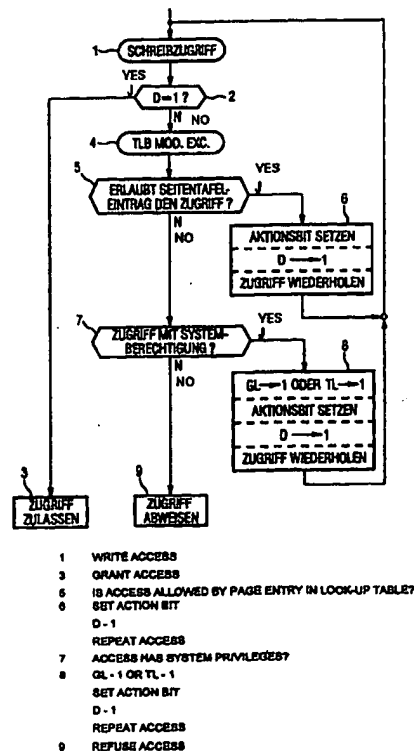 1 SCHREIBZUGRIFF
YES
D=1 ? 2
N NO
4 TLB MOD. EXC.
5
ERLAUBT SEITENTAFEL-
EINTRAG DEN ZUGRIFF ?
YES
N
NO
6
AKTIONSBIT SETZEN
D → 1
ZUGRIFF WIEDERHOLEN
7 ZUGRIFF MIT SYSTEM-
BERECHTIGUNG ?
YES
N
NO
8
GL→1 ODER TL→1
AKTIONSBIT SETZEN
D → 1
ZUGRIFF WIEDERHOLEN
3
ZUGRIFF
ZULASSEN
9
ZUGRIFF
ABWEISEN
1 WRITE ACCESS
3 GRANT ACCESS
5 IS ACCESS ALLOWED BY PAGE ENTRY IN LOOK-UP TABLE?
6 SET ACTION BIT
D - 1
REPEAT ACCESS
7 ACCESS HAS SYSTEM PRIVILEGES?
8 GL - 1 OR TL - 1
SET ACTION BIT
D - 1
REPEAT ACCESS
9 REFUSE ACCESS